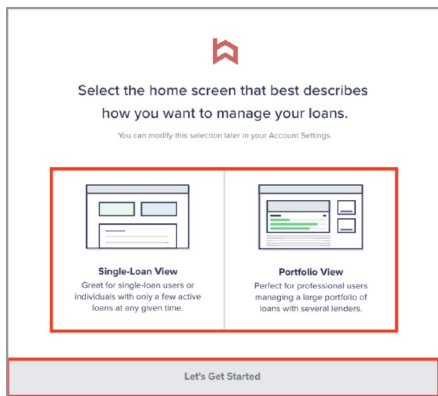 Select the home screen that best describes
how you want to manage your loans.
You can modify this selection later in your Account Settings.
Single-Loan View
Great for single-loan users or
individuals with only a few active
loans at any given time.
Portfolio View
Perfect for professional users
managing a large portfolio of
loans with several lenders.
Let's Get Started